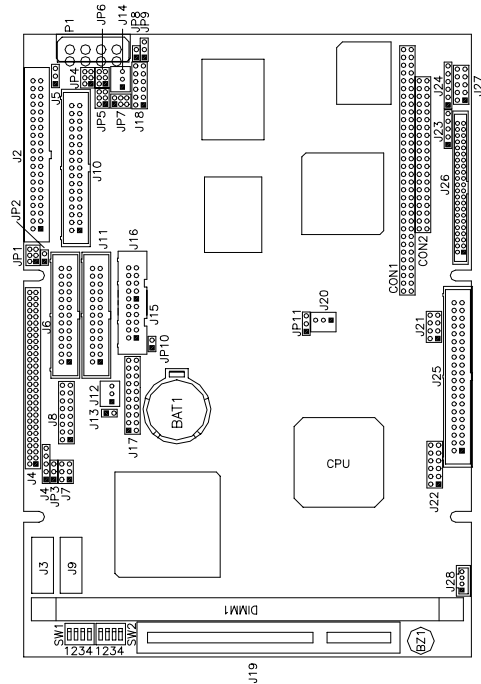 P1
JP6
J14
JP8
JP9
JP4
J5
JP5
JP7
J18
J2
J10
JP2
JP1
J11
J16
J6
J15
JP10
J12
J13
J8
J17
BAT1
J4
J4
JP3
J7
J3
J9
SW1
1234
SW2
1234
DIMM1
J19
BZ1
J28
CPU
J22
J25
J21
JP11
J20
CON1
CON2
J26
J23
J24
J27